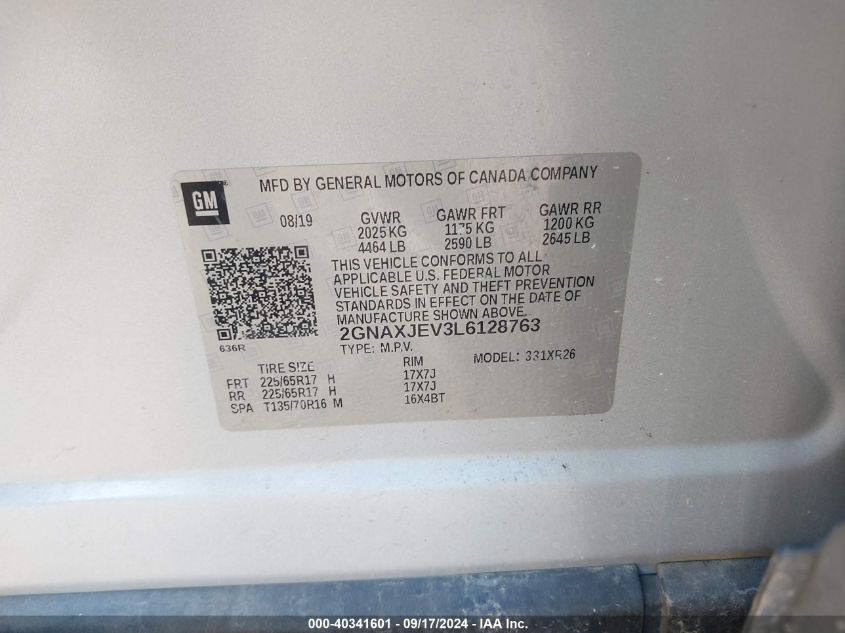 GM
MFD BY GENERAL MOTORS OF CANADA COMPANY
08/19 GVWR GAWR FRT GAWR RR
2025 KG 1175 KG 1200 KG
4464 LB 2590 LB 2645 LB
THIS VEHICLE CONFORMS TO ALL
APPLICABLE U.S. FEDERAL MOTOR
VEHICLE SAFETY AND THEFT PREVENTION
STANDARDS IN EFFECT ON THE DATE OF
MANUFACTURE SHOWN ABOVE.
2GNAXJEV3L6128763
636R
TYPE: M.P.V. MODEL: 331XR26
TIRE SIZE RIM
FRT 225/65R17 H 17X7J
RR 225/65R17 H 17X7J
SPA T135/70R16 M 16X4BT
000-40341601 - 09/17/2024 - IAA Inc.